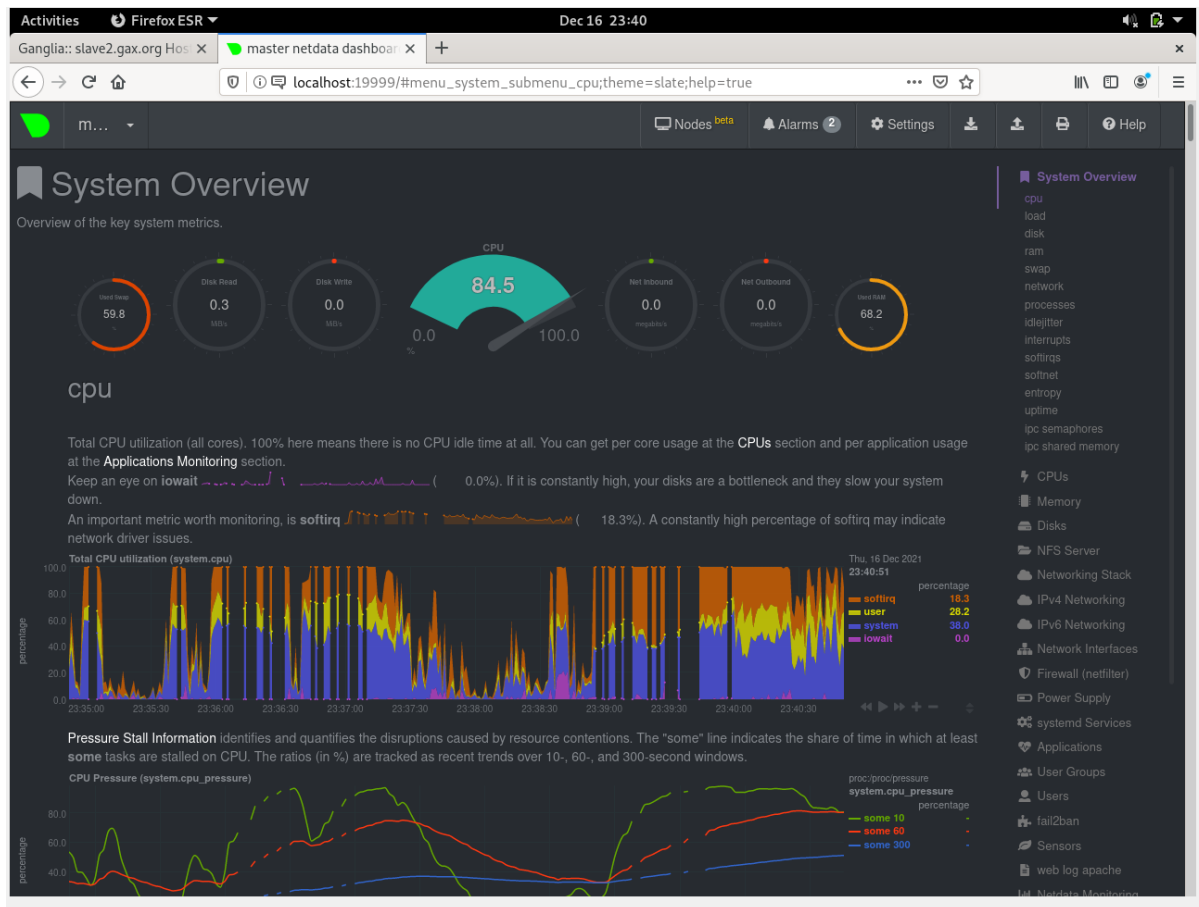 Activities Firefox ESR Dec 16 23:40
Ganglia:: slave2.gax.org Hos master netdata dashboar
localhost:19999/#menu_system_submenu_cpu;theme=slate;help=true
m... Nodes beta Alarms 2 Settings Help
System Overview
Overview of the key system metrics.
Used Swap
59.8
%
Disk Read
0.3
MiB/s
Disk Write
0.0
MiB/s
CPU
84.5
0.0 100.0
%
Net Inbound
0.0
megabits/s
Net Outbound
0.0
megabits/s
Used RAM
68.2
%
cpu
Total CPU utilization (all cores). 100% here means there is no CPU idle time at all. You can get per core usage at the CPUs section and per application usage
at the Applications Monitoring section.
Keep an eye on iowait ( 0.0%). If it is constantly high, your disks are a bottleneck and they slow your system
down.
An important metric worth monitoring, is softirq ( 18.3%). A constantly high percentage of softirq may indicate
network driver issues.
Total CPU utilization (system.cpu)
percentage
100.0
80.0
60.0
40.0
20.0
0.0
23:35:00 23:35:30 23:36:00 23:36:30 23:37:00 23:37:30 23:38:00 23:38:30 23:39:00 23:39:30 23:40:00 23:40:30
Thu, 16 Dec 2021
23:40:51
percentage
softirq 18.3
user 28.2
system 38.0
iowait 0.0
Pressure Stall Information identifies and quantifies the disruptions caused by resource contentions. The "some" line indicates the share of time in which at least
some tasks are stalled on CPU. The ratios (in %) are tracked as recent trends over 10-, 60-, and 300-second windows.
CPU Pressure (system.cpu_pressure)
percentage
80.0
60.0
40.0
proc:/proc/pressure
system.cpu_pressure
percentage
some 10 -
some 60 -
some 300 -
System Overview
cpu
load
disk
ram
swap
network
processes
idlejitter
interrupts
softirqs
softnet
entropy
uptime
ipc semaphores
ipc shared memory
CPUs
Memory
Disks
NFS Server
Networking Stack
IPv4 Networking
IPv6 Networking
Network Interfaces
Firewall (netfilter)
Power Supply
systemd Services
Applications
User Groups
Users
fail2ban
Sensors
web log apache
Netdata Monitoring